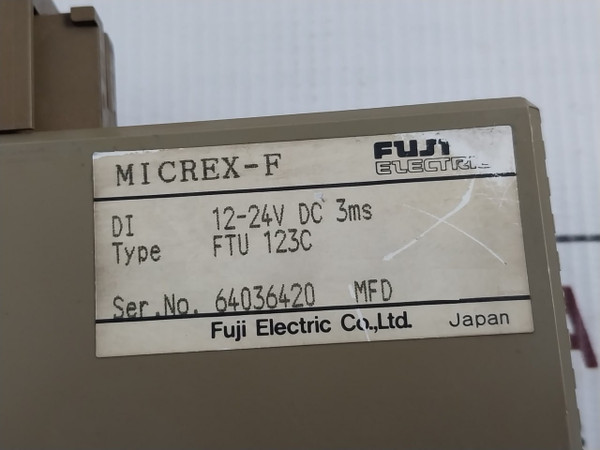 MICREX-F
FUJI
ELECTRIC
DI 12-24V DC 3ms
Type FTU 123C
Ser.No. 64036420 MFD
Fuji Electric Co.,Ltd. Japan
A